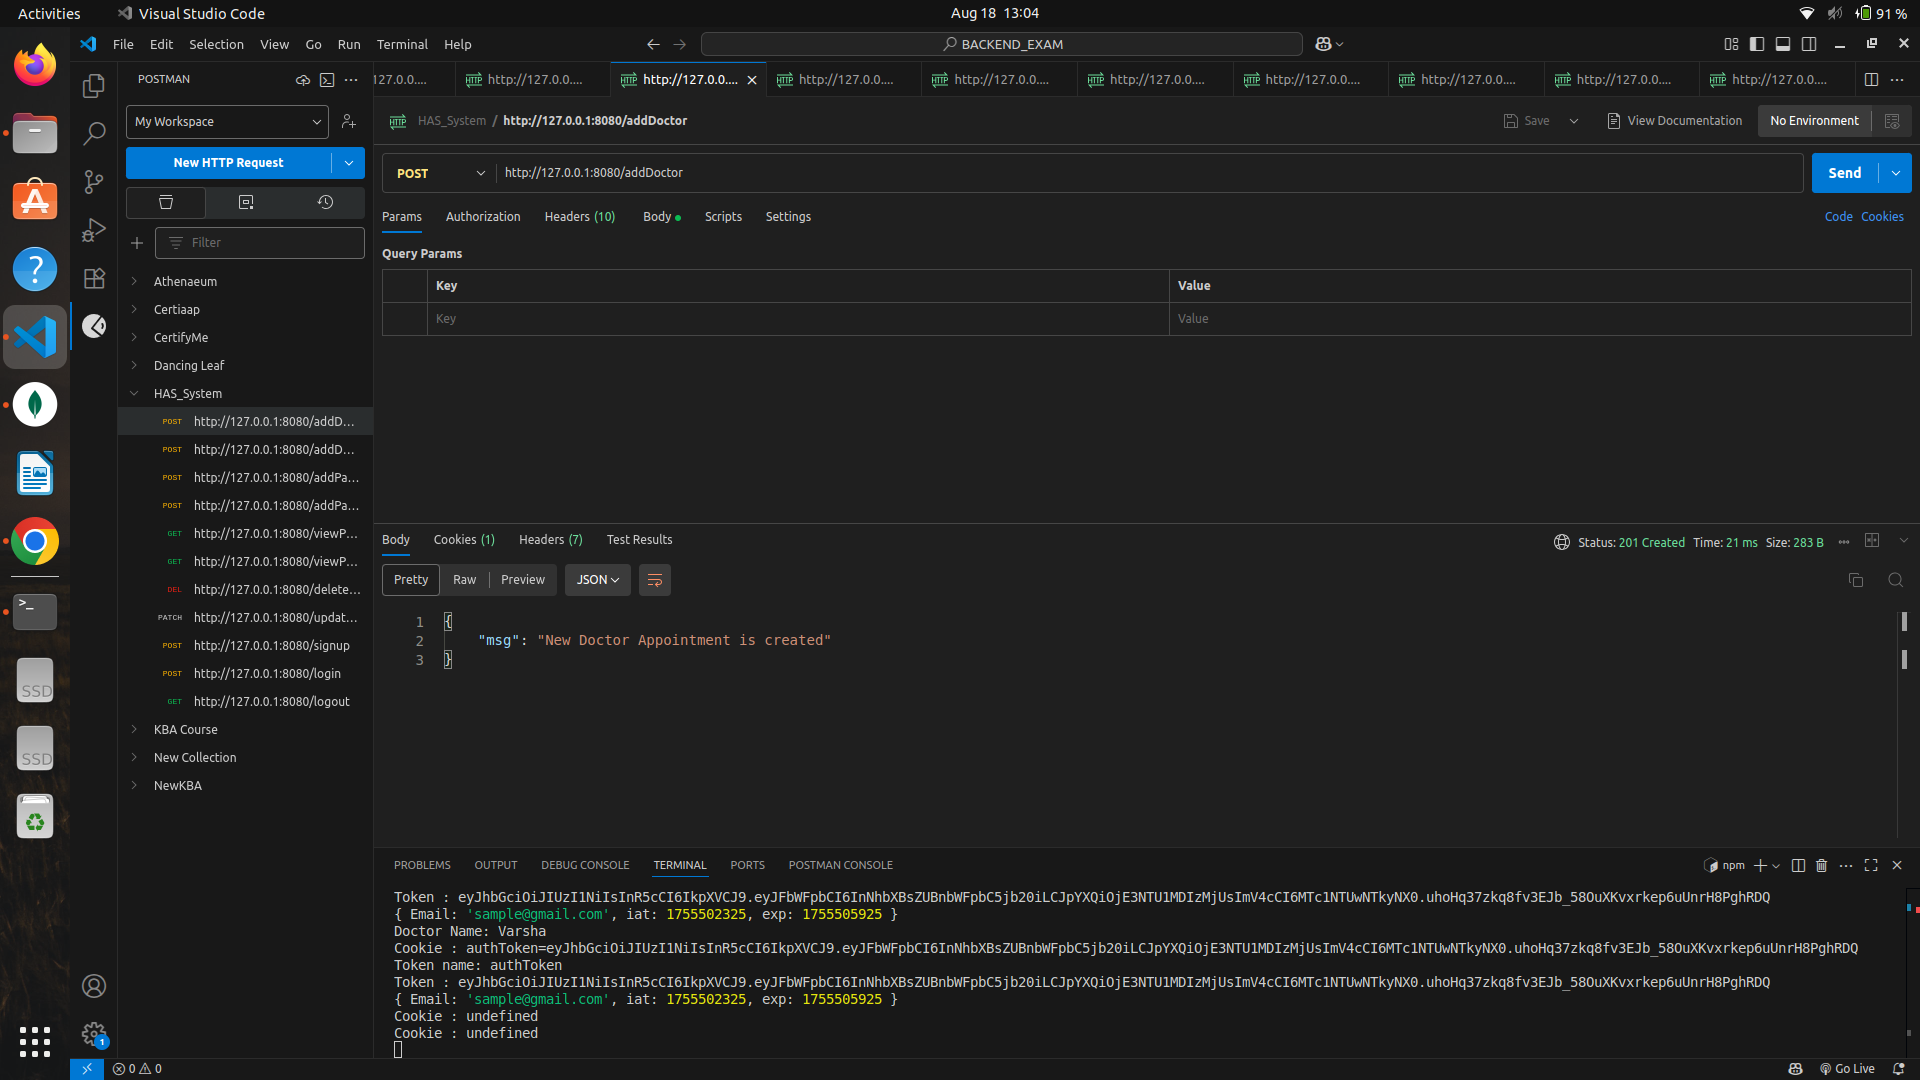 Activities
Visual Studio Code
Aug 18 13:04
91 %
File Edit Selection View Go Run Terminal Help
BACKEND_EXAM
POSTMAN
127.0.0....
http://127.0.0....
http://127.0.0....
http://127.0.0....
http://127.0.0....
http://127.0.0....
http://127.0.0....
http://127.0.0....
http://127.0.0....
http://127.0.0....
My Workspace
New HTTP Request
Filter
Athenaeum
Certiaap
CertifyMe
Dancing Leaf
HAS_System
POST http://127.0.0.1:8080/addD...
POST http://127.0.0.1:8080/addD...
POST http://127.0.0.1:8080/addPa...
POST http://127.0.0.1:8080/addPa...
GET http://127.0.0.1:8080/viewP...
GET http://127.0.0.1:8080/viewP...
DEL http://127.0.0.1:8080/delete...
PATCH http://127.0.0.1:8080/updat...
POST http://127.0.0.1:8080/signup
POST http://127.0.0.1:8080/login
GET http://127.0.0.1:8080/logout
KBA Course
New Collection
NewKBA
SSD
SSD
HTTP HAS_System / http://127.0.0.1:8080/addDoctor
Save
View Documentation
No Environment
POST http://127.0.0.1:8080/addDoctor
Send
Params Authorization Headers (10) Body Scripts Settings
Code Cookies
Query Params
Key Value
Key Value
Body Cookies (1) Headers (7) Test Results
Status: 201 Created Time: 21 ms Size: 283 B
Pretty Raw Preview JSON
1 {
2 "msg": "New Doctor Appointment is created"
3 }
PROBLEMS OUTPUT DEBUG CONSOLE TERMINAL PORTS POSTMAN CONSOLE
npm
Token : eyJhbGciOiJIUzI1NiIsInR5cCI6IkpXVCJ9.eyJFbWFpbCI6InNhbXBsZUBnbWFpbC5jb20iLCJpYXQiOjE3NTU1MDIzMjUsImV4cCI6MTc1NTUwNTkyNX0.uhoHq37zkq8fv3EJb_58OuXKvxrkep6uUnrH8PghRDQ
{ Email: 'sample@gmail.com', iat: 1755502325, exp: 1755505925 }
Doctor Name: Varsha
Cookie : authToken=eyJhbGciOiJIUzI1NiIsInR5cCI6IkpXVCJ9.eyJFbWFpbCI6InNhbXBsZUBnbWFpbC5jb20iLCJpYXQiOjE3NTU1MDIzMjUsImV4cCI6MTc1NTUwNTkyNX0.uhoHq37zkq8fv3EJb_58OuXKvxrkep6uUnrH8PghRDQ
Token name: authToken
Token : eyJhbGciOiJIUzI1NiIsInR5cCI6IkpXVCJ9.eyJFbWFpbCI6InNhbXBsZUBnbWFpbC5jb20iLCJpYXQiOjE3NTU1MDIzMjUsImV4cCI6MTc1NTUwNTkyNX0.uhoHq37zkq8fv3EJb_58OuXKvxrkep6uUnrH8PghRDQ
{ Email: 'sample@gmail.com', iat: 1755502325, exp: 1755505925 }
Cookie : undefined
Cookie : undefined
1
0 0
Go Live